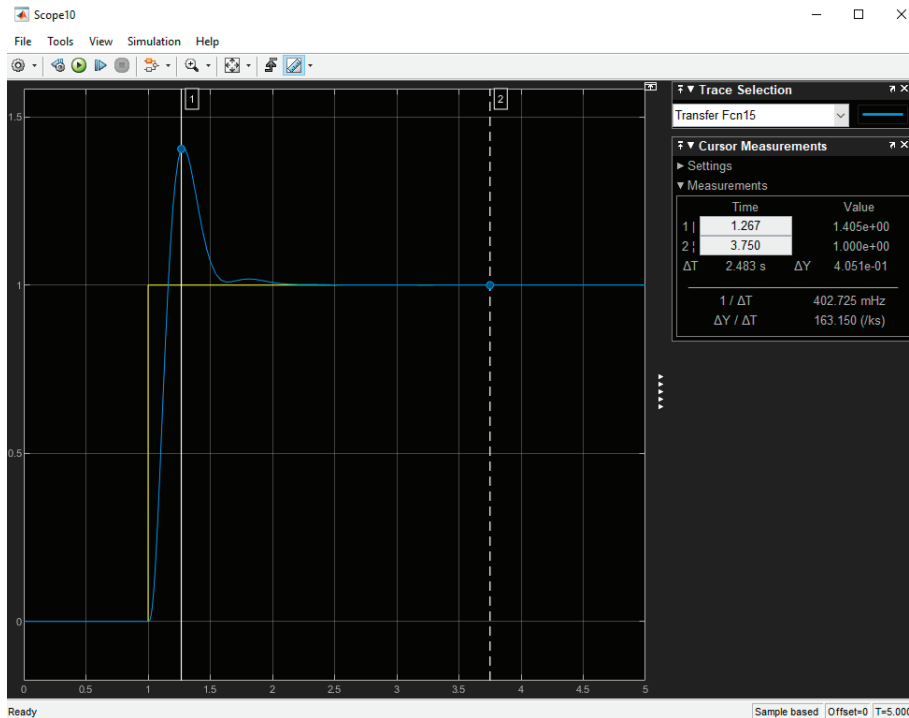 Scope10
File Tools View Simulation Help
1 2
Trace Selection
Transfer Fcn15
Cursor Measurements
Settings
Measurements
Time Value
1 1.267 1.405e+00
2 3.750 1.000e+00
ΔT 2.483 s ΔY 4.051e-01
1 / ΔT 402.725 mHz
ΔY / ΔT 163.150 (/ks)
1.5
1
0.5
0
0 0.5 1 1.5 2 2.5 3 3.5 4 4.5 5
Ready Sample based Offset=0 T=5.000